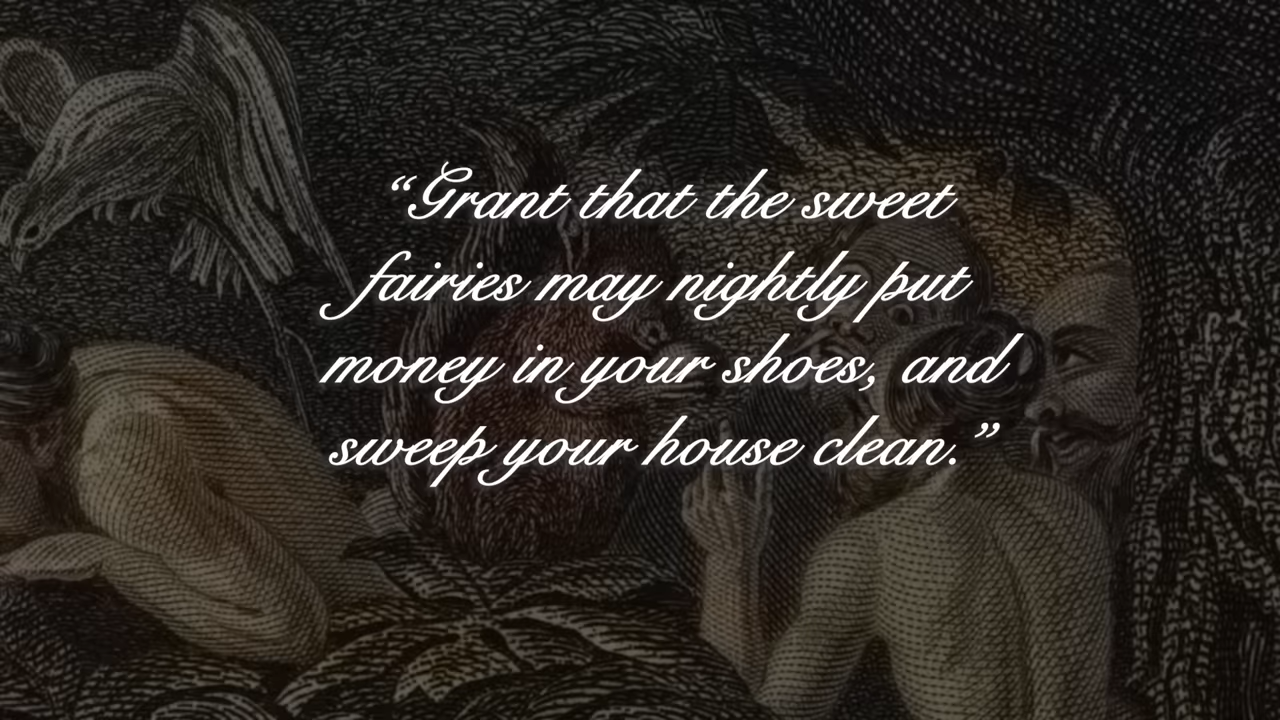 “Grant that the sweet
fairies may nightly put
money in your shoes, and
sweep your house clean.”